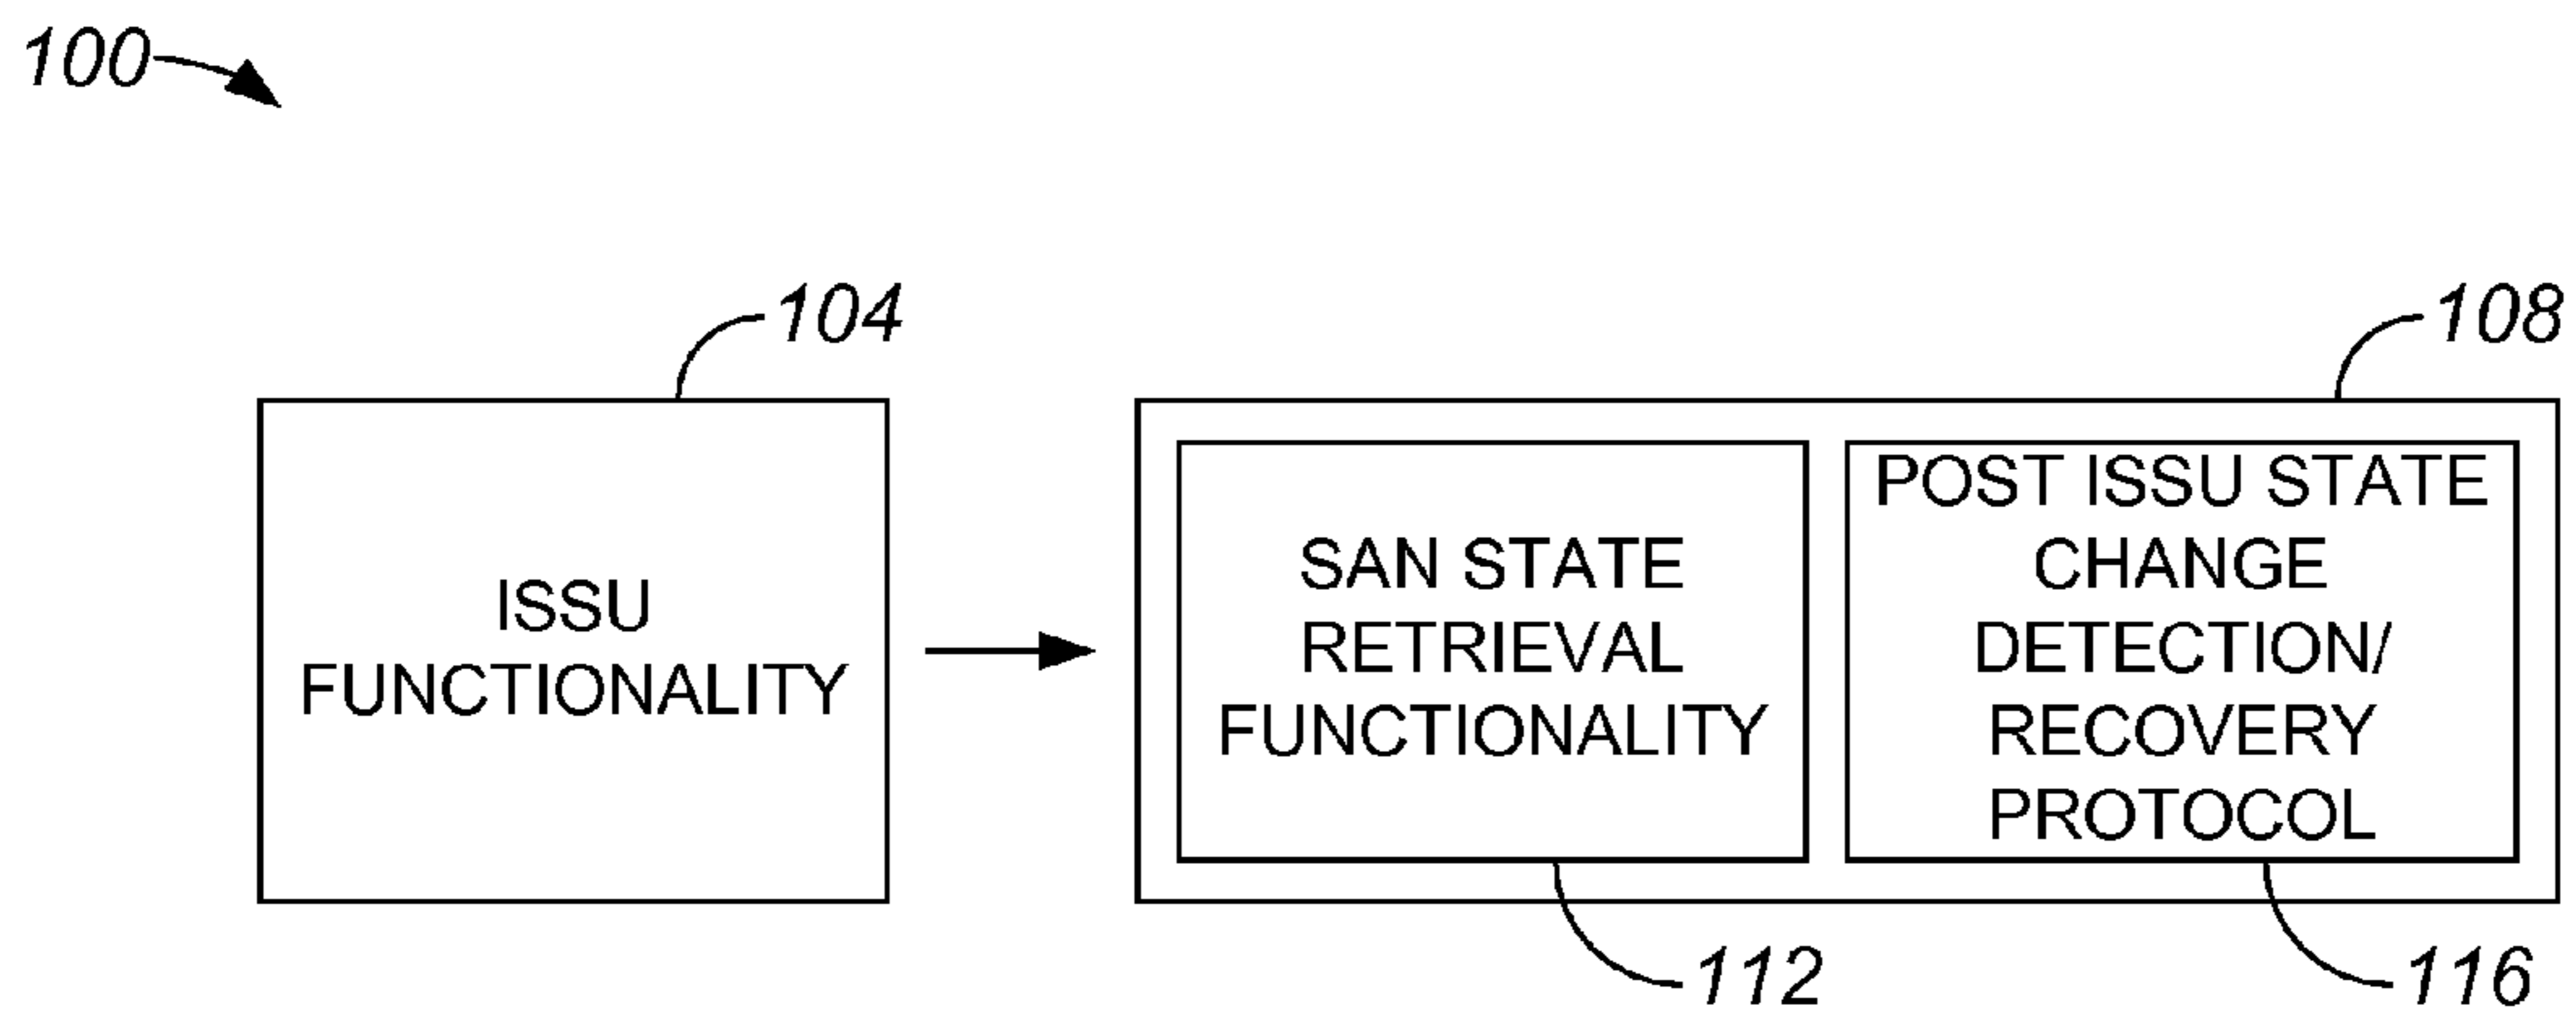 100
104
108
ISSU
FUNCTIONALITY
SAN STATE
RETRIEVAL
FUNCTIONALITY
POST ISSU STATE
CHANGE
DETECTION/
RECOVERY
PROTOCOL
112
116